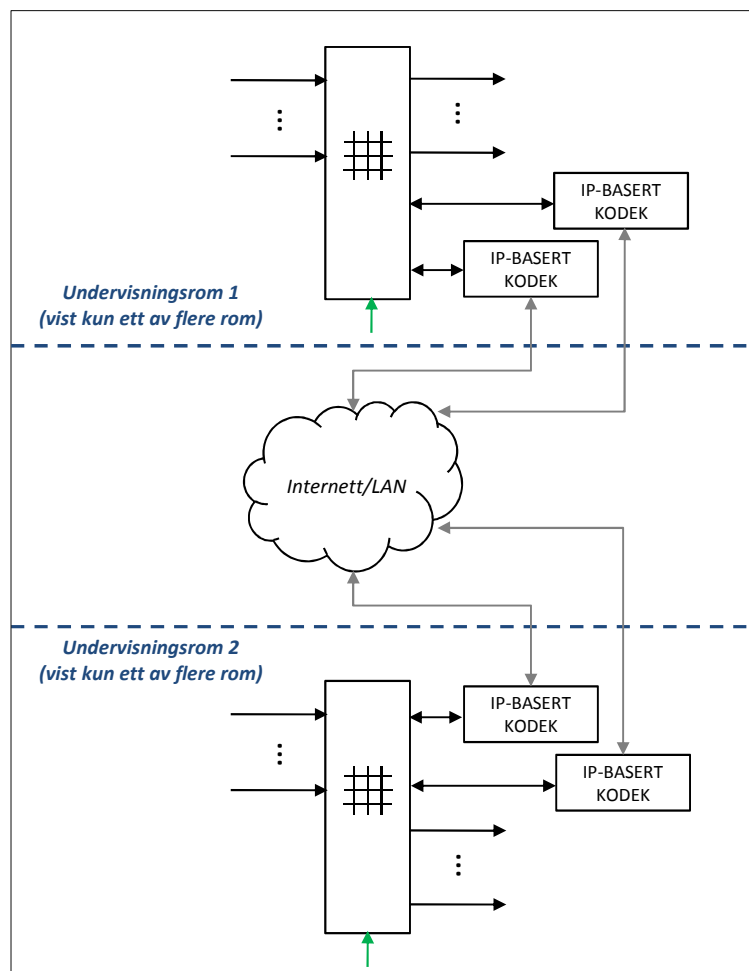 IP-BASERT
KODEK
IP-BASERT
KODEK
Undervisningsrom 1
(vist kun ett av flere rom)
Internett/LAN
Undervisningsrom 2
(vist kun ett av flere rom)
IP-BASERT
KODEK
IP-BASERT
KODEK